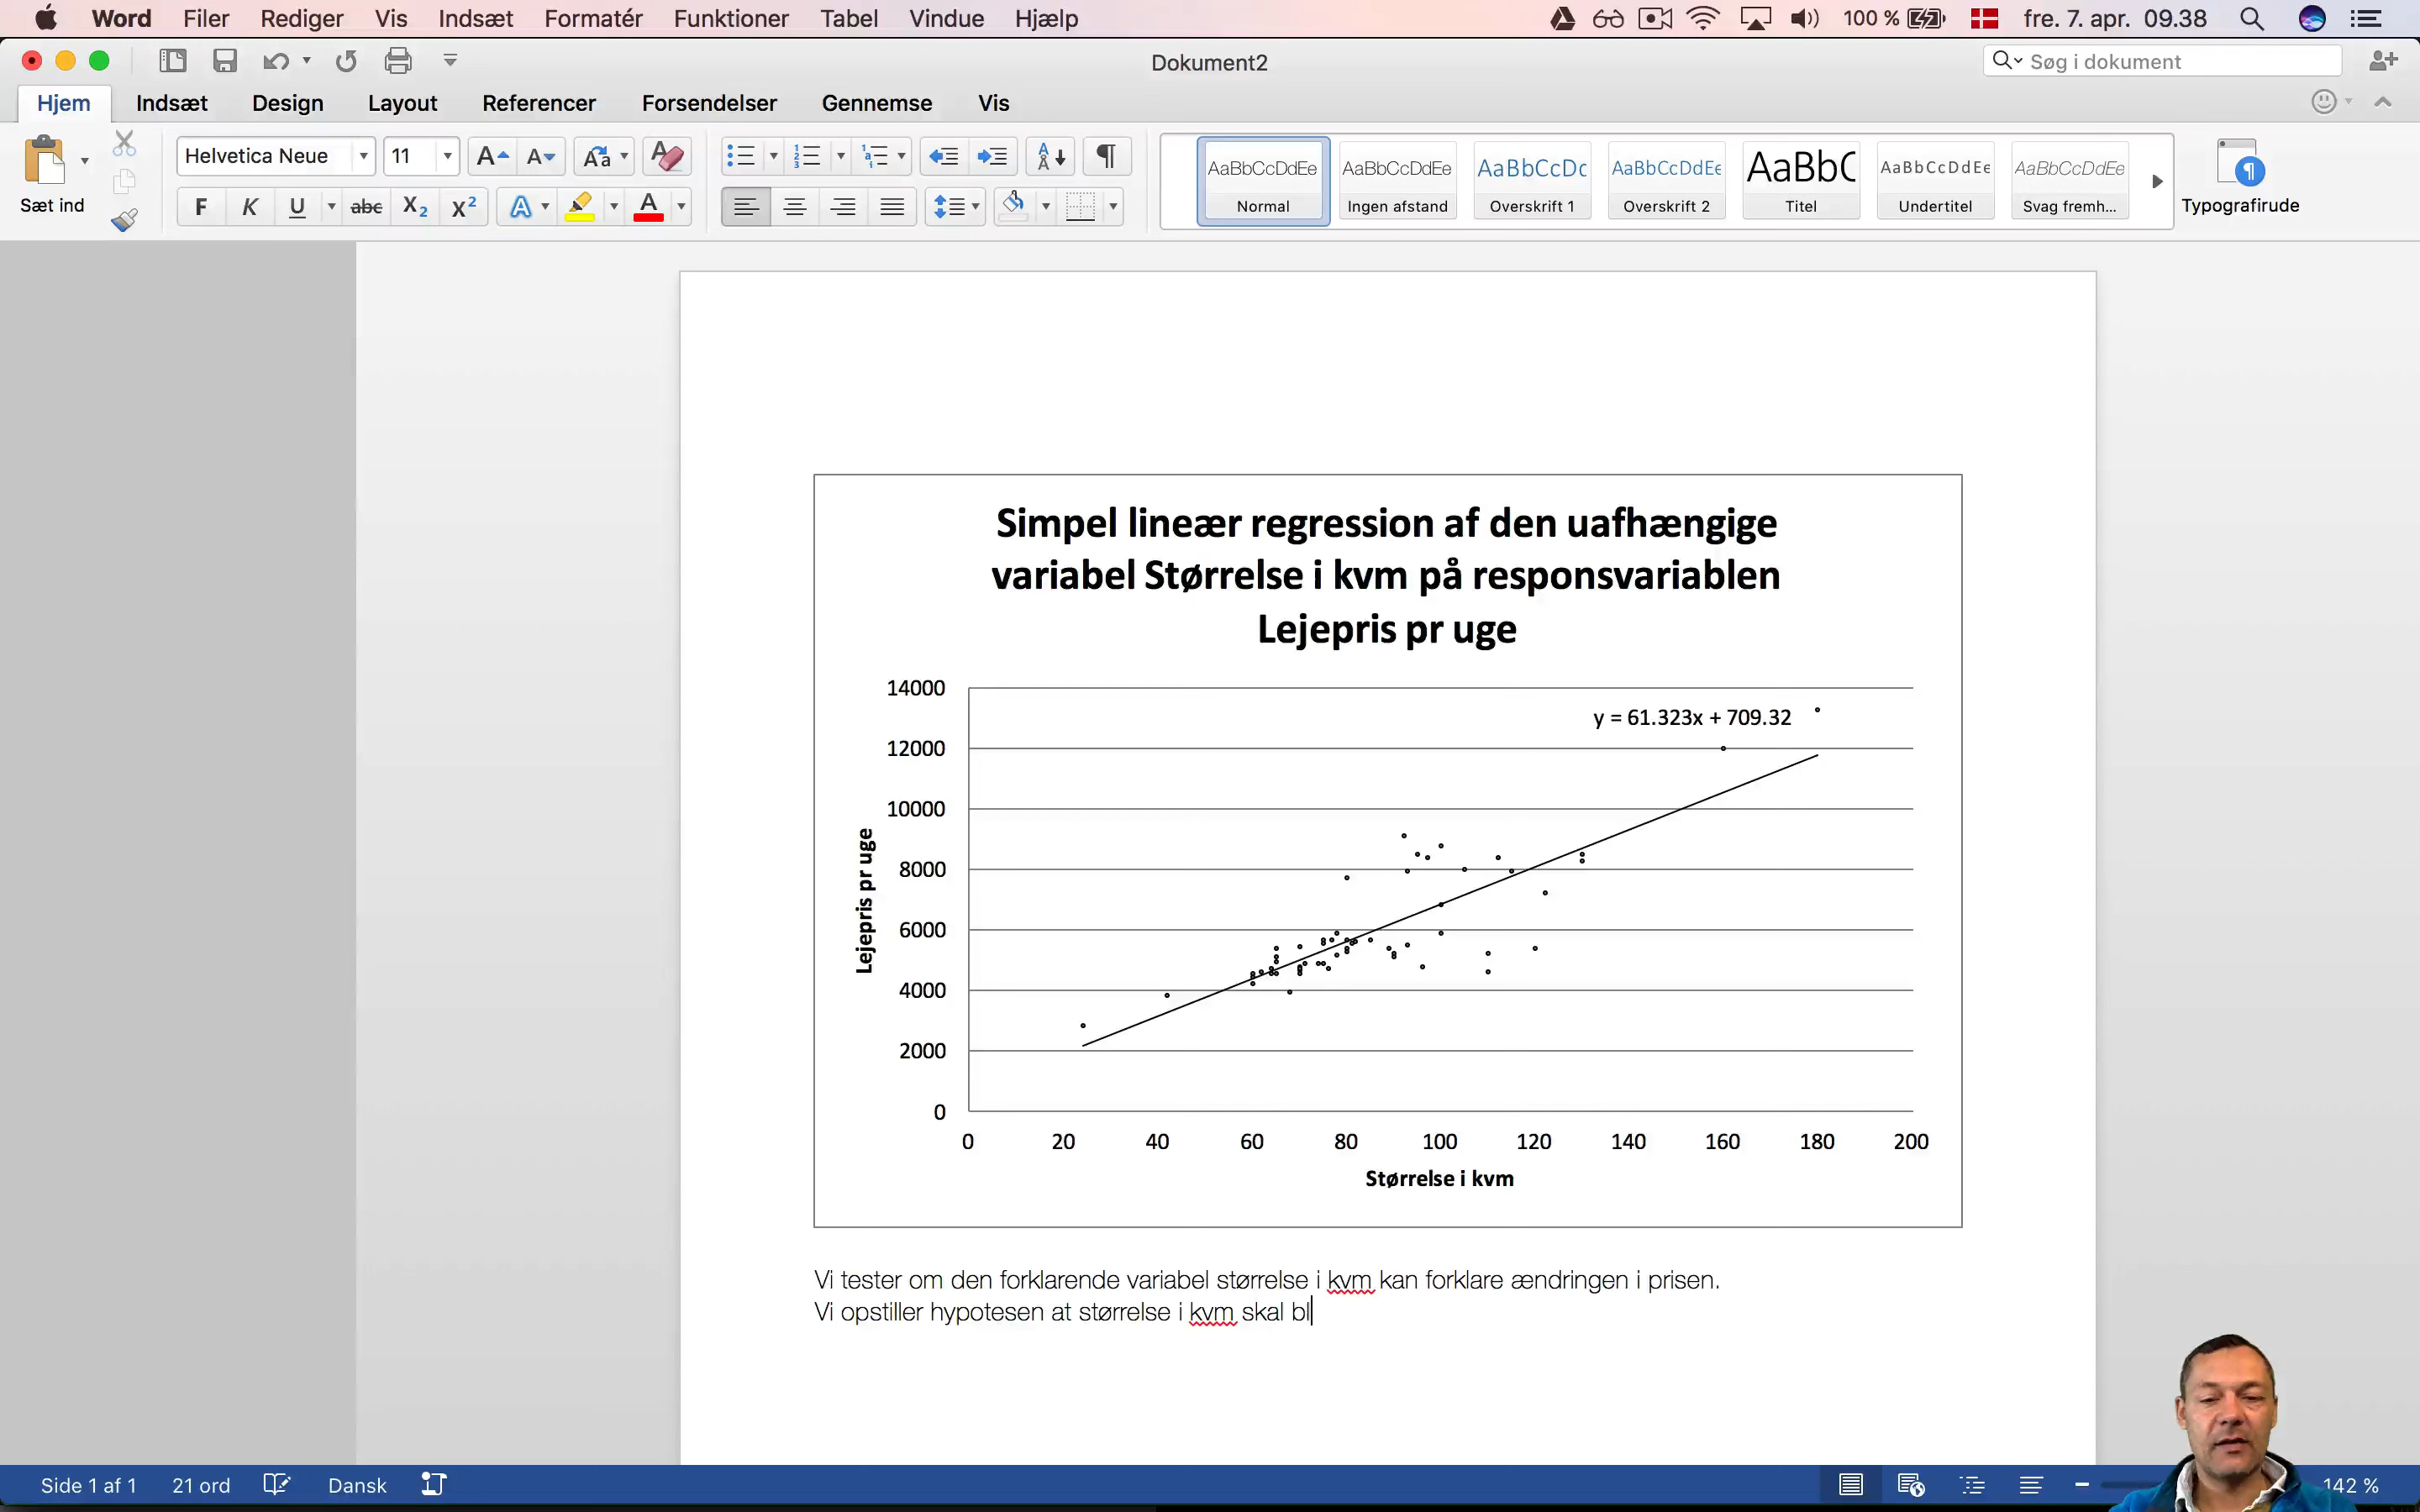 Word Filer Rediger Vis Indsæt Formatér Funktioner Tabel Vindue Hjælp 100 % fre. 7. apr. 09.38
Dokument2
Søg i dokument
Hjem Indsæt Design Layout Referencer Forsendelser Gennemse Vis
Sæt ind
Helvetica Neue 11
F K U abc X2 X2 A A
AaBbCcDdEe AaBbCcDdEe AaBbCcDc AaBbCcDdEe AaBbC AaBbCcDdEe AaBbCcDdEe
Normal Ingen afstand Overskrift 1 Overskrift 2 Titel Undertitel Svag fremh... Typografirude
Simpel lineær regression af den uafhængige
variabel Størrelse i kvm på responsvariablen
Lejepris pr uge
y = 61.323x + 709.32
14000
12000
10000
8000
6000
4000
2000
0
Lejepris pr uge
0 20 40 60 80 100 120 140 160 180 200
Størrelse i kvm
Vi tester om den forklarende variabel størrelse i kvm kan forklare ændringen i prisen.
Vi opstiller hypotesen at størrelse i kvm skal bl
Side 1 af 1 21 ord Dansk 142 %